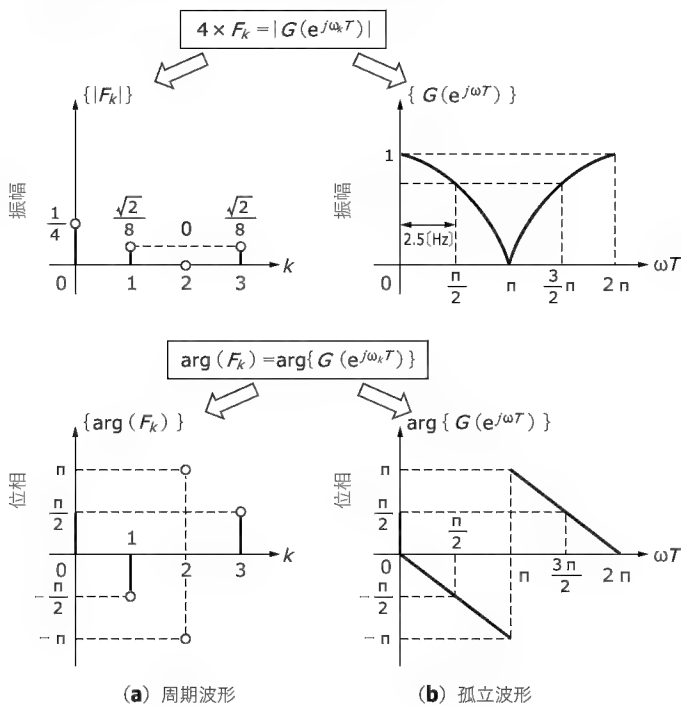 4 × F_k = |G(e^{jω_kT})|
{|F_k|}
振幅
1/4
√2/8
0
√2/8
0 1 2 3 k
{ G(e^{jωT}) }
振幅
1
2.5〔Hz〕
0 π/2 π 3/2 π 2π ωT
arg (F_k) =arg{ G (e^{jω_kT})}
{arg (F_k) }
位相
π
π/2
0 1 2 3 k
-π/2
-π
arg { G (e^{jωT}) }
位相
π
π/2
π/2
0 π 3π/2 2π ωT
-π/2
-π
(a) 周期波形
(b) 孤立波形